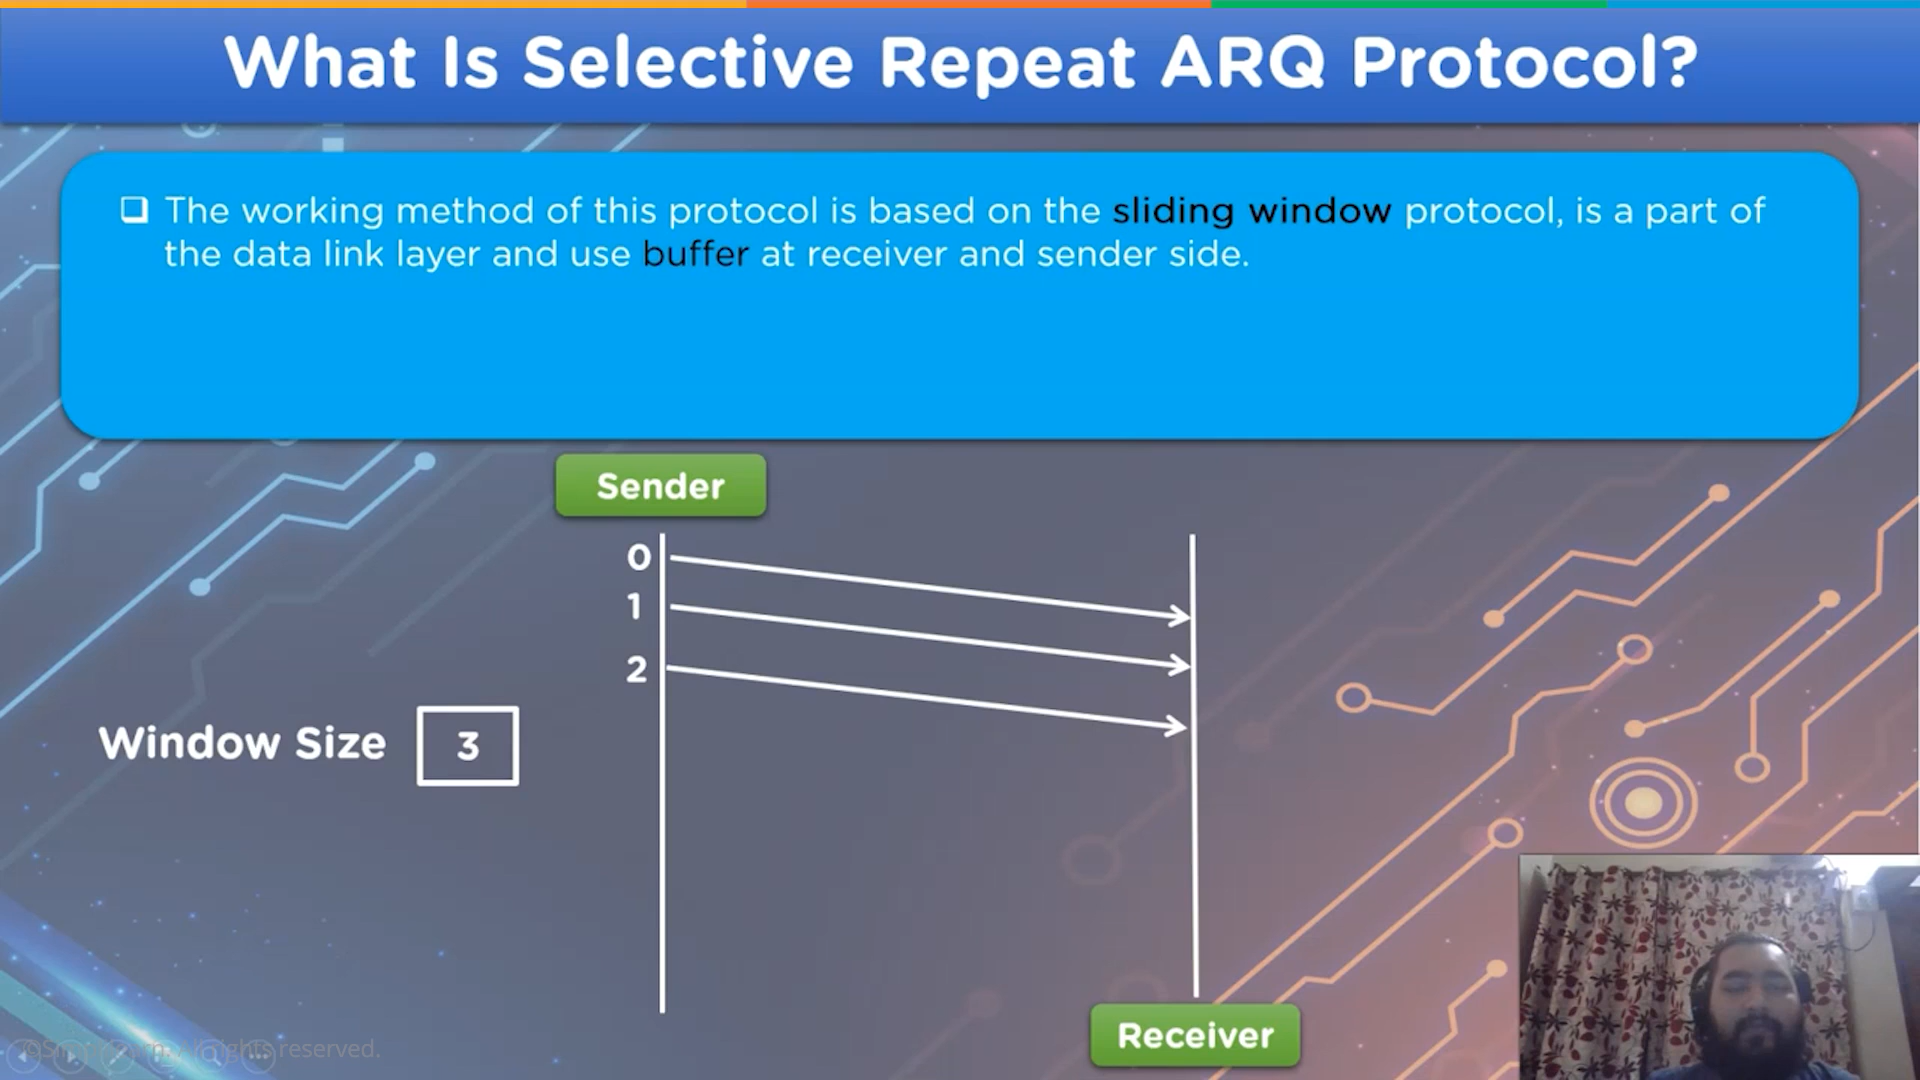 What Is Selective Repeat ARQ Protocol?
The working method of this protocol is based on the sliding window protocol, is a part of
the data link layer and use buffer at receiver and sender side.
Sender
0
1
2
Window Size 3
Receiver
reserved.